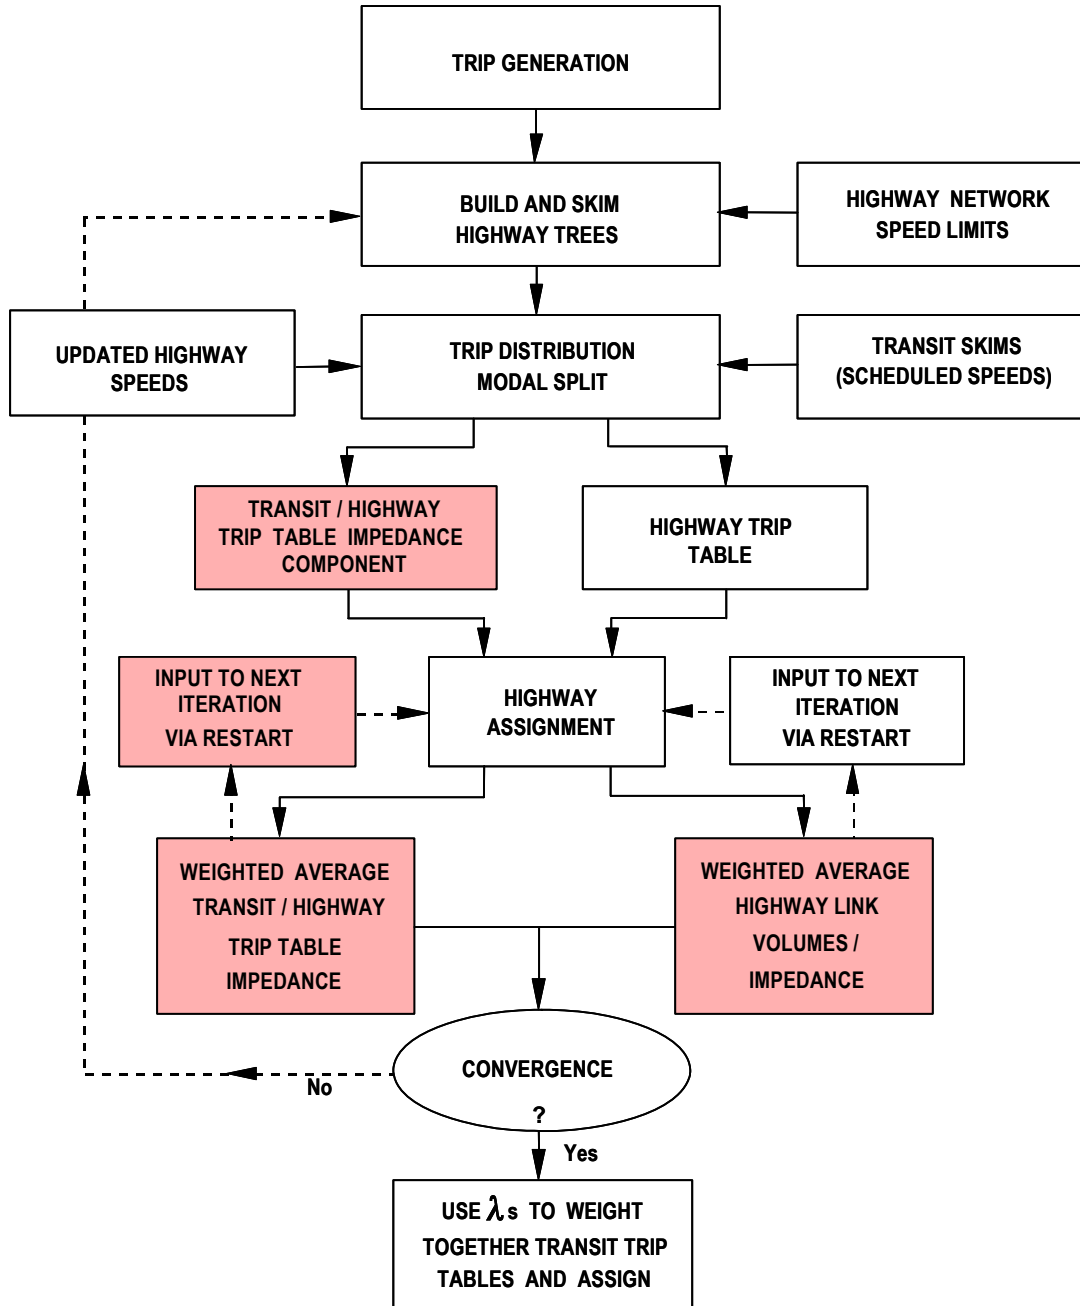 TRIP GENERATION
BUILD AND SKIM
HIGHWAY TREES
HIGHWAY NETWORK
SPEED LIMITS
UPDATED HIGHWAY
SPEEDS
TRIP DISTRIBUTION
MODAL SPLIT
TRANSIT SKIMS
(SCHEDULED SPEEDS)
TRANSIT / HIGHWAY
TRIP TABLE IMPEDANCE
COMPONENT
HIGHWAY TRIP
TABLE
INPUT TO NEXT
ITERATION
VIA RESTART
HIGHWAY
ASSIGNMENT
INPUT TO NEXT
ITERATION
VIA RESTART
WEIGHTED AVERAGE
TRANSIT / HIGHWAY
TRIP TABLE
IMPEDANCE
WEIGHTED AVERAGE
HIGHWAY LINK
VOLUMES /
IMPEDANCE
CONVERGENCE
?
No
Yes
USE λs TO WEIGHT
TOGETHER TRANSIT TRIP
TABLES AND ASSIGN